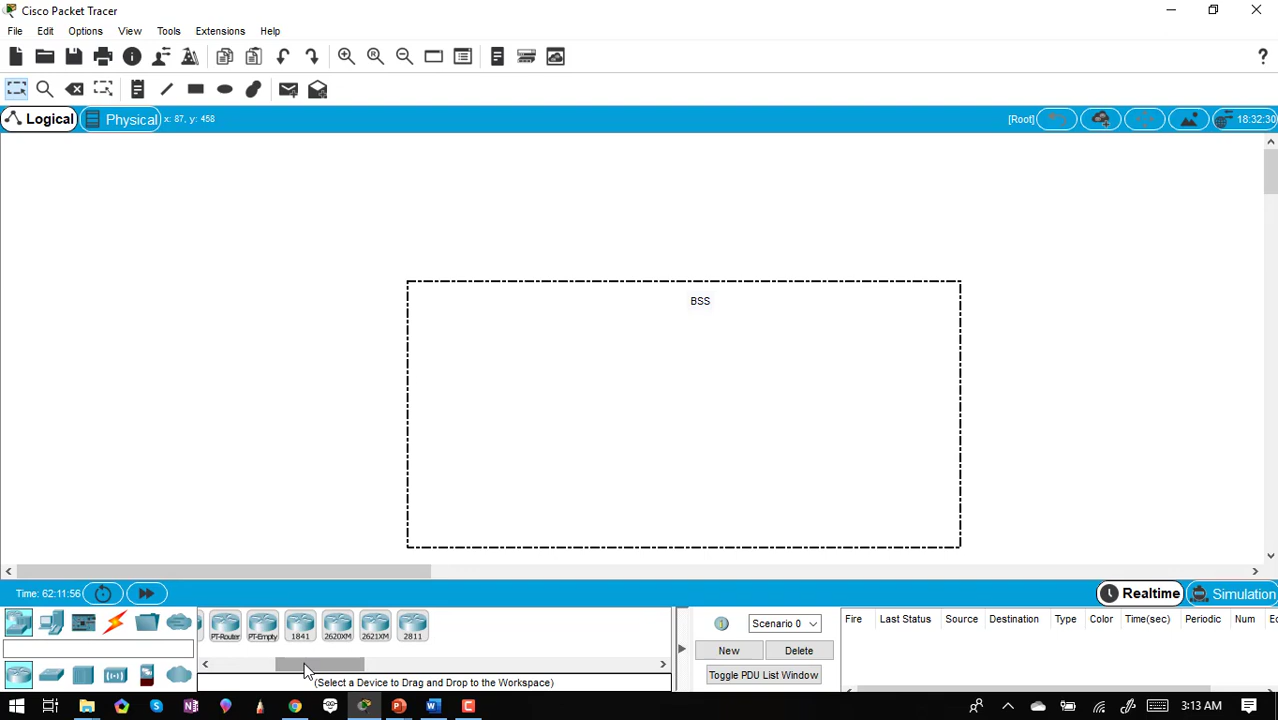 Cisco Packet Tracer
File Edit Options View Tools Extensions Help
?
Logical Physical x: 87, y: 458 [Root] 18:32:30
BSS
Time: 62:11:56 Realtime Simulation
PT-Router PT-Empty 1841 2620XM 2621XM 2811
(Select a Device to Drag and Drop to the Workspace)
Scenario 0
New Delete
Toggle PDU List Window
Fire Last Status Source Destination Type Color Time(sec) Periodic Num
3:13 AM